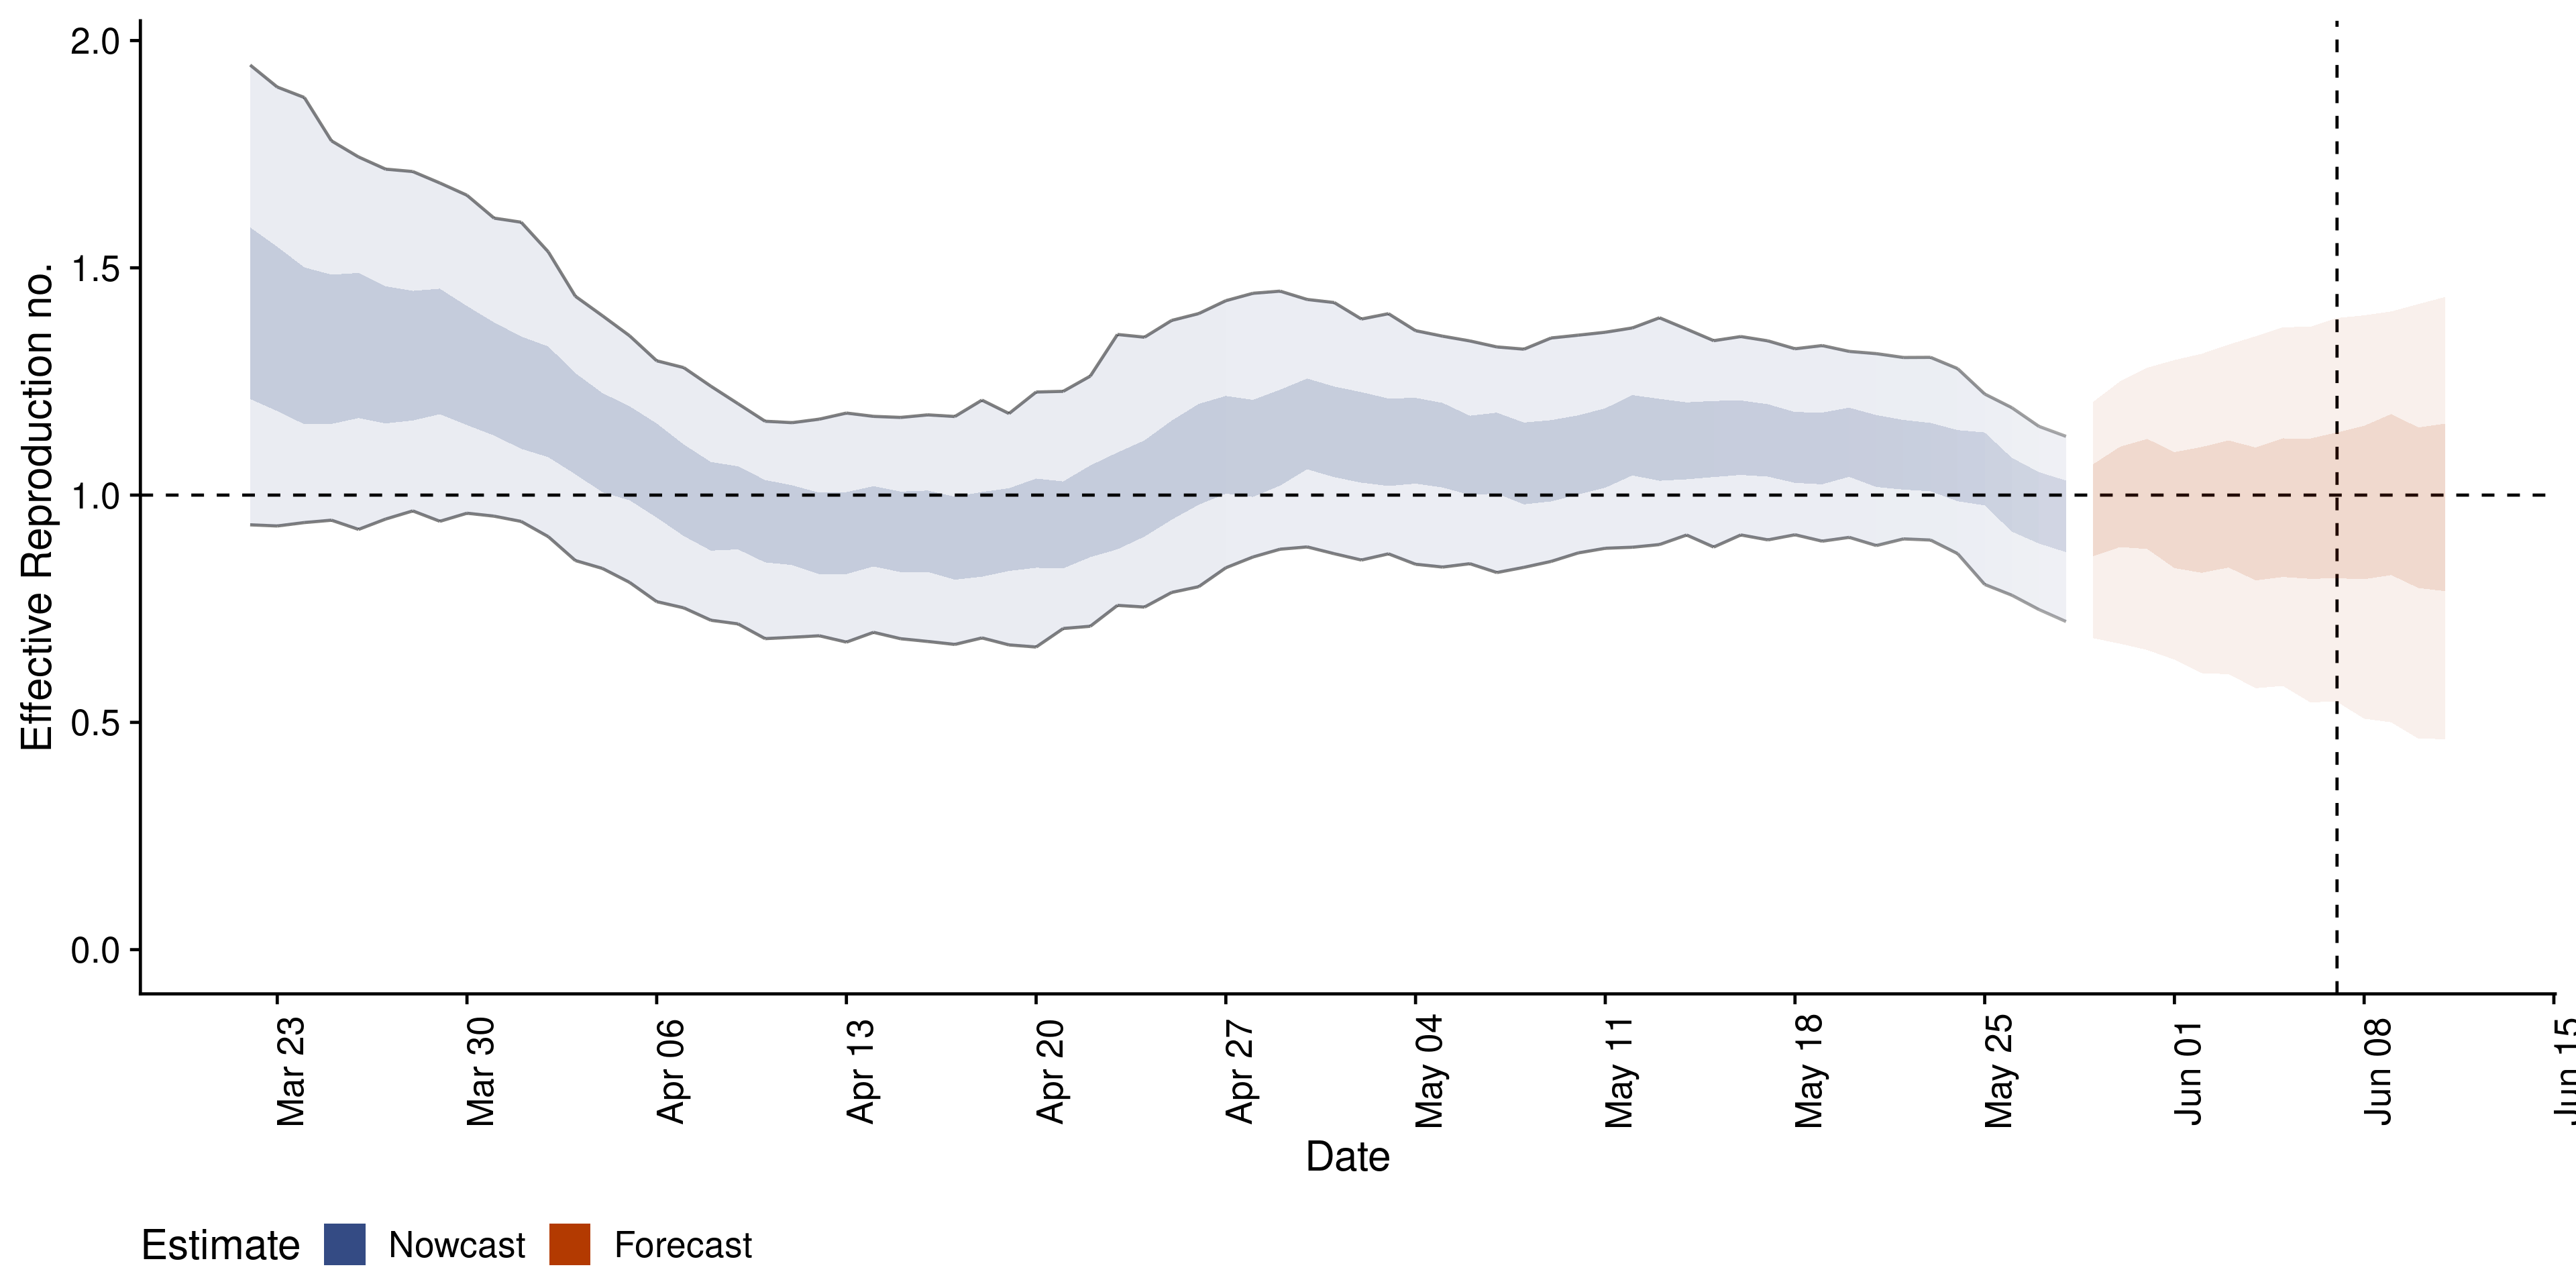 Effective Reproduction no.
2.0
1.5
1.0
0.5
0.0
Mar 23
Mar 30
Apr 06
Apr 13
Apr 20
Apr 27
May 04
May 11
May 18
May 25
Jun 01
Jun 08
Jun 15
Date
Estimate Nowcast Forecast